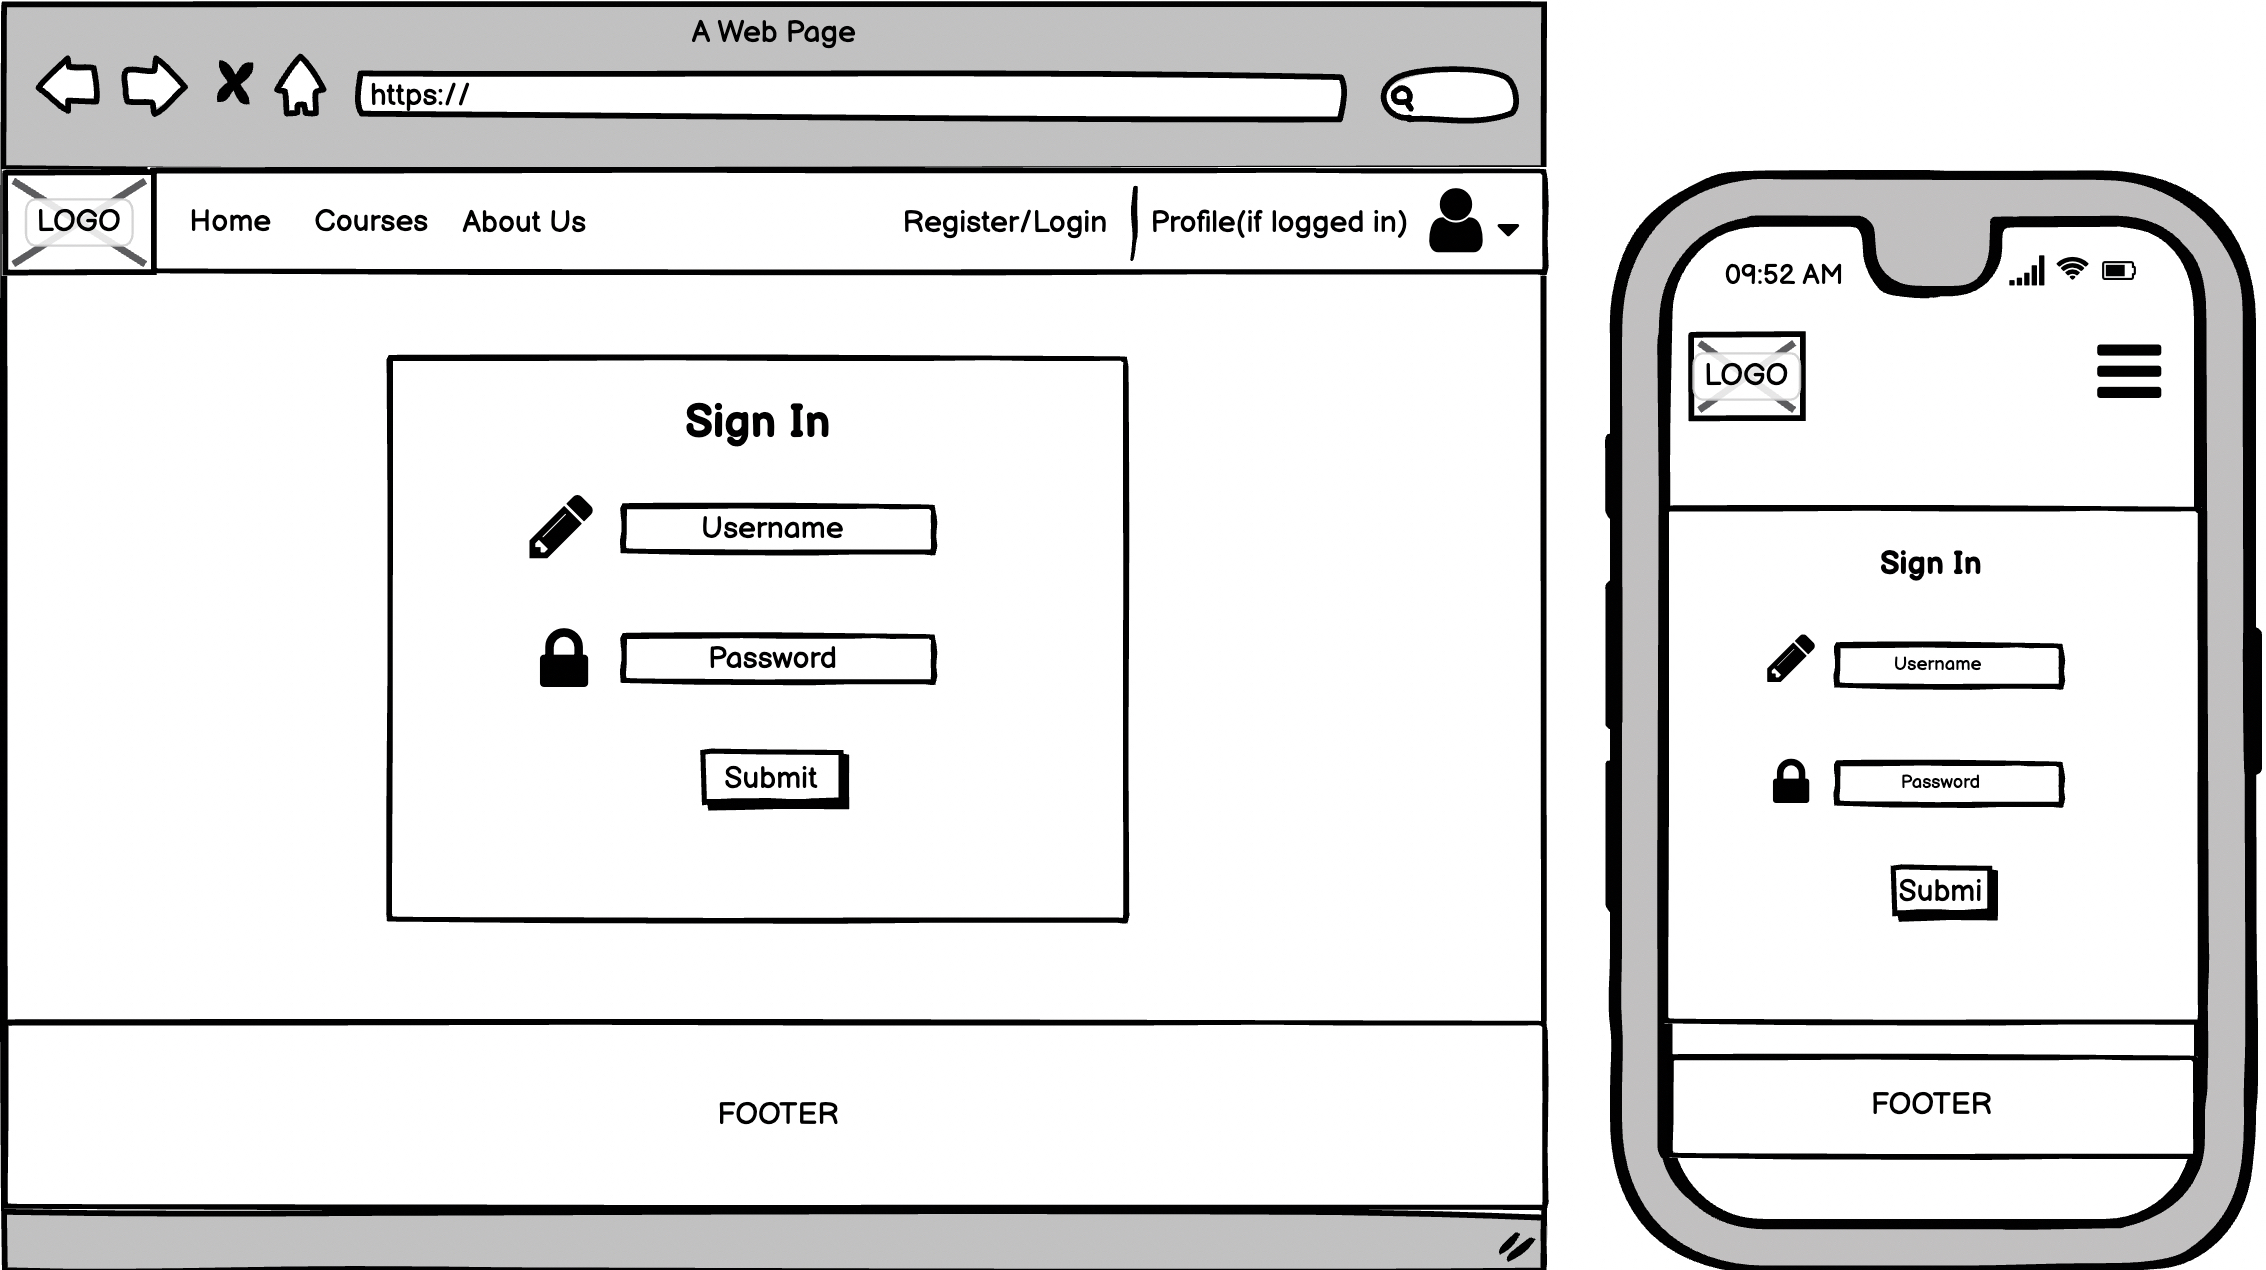 A Web Page
https://
LOGO
Home
Courses
About Us
Register/Login
Profile(if logged in)
Sign In
Username
Password
Submit
FOOTER
09:52 AM
LOGO
Sign In
Username
Password
Submi
FOOTER